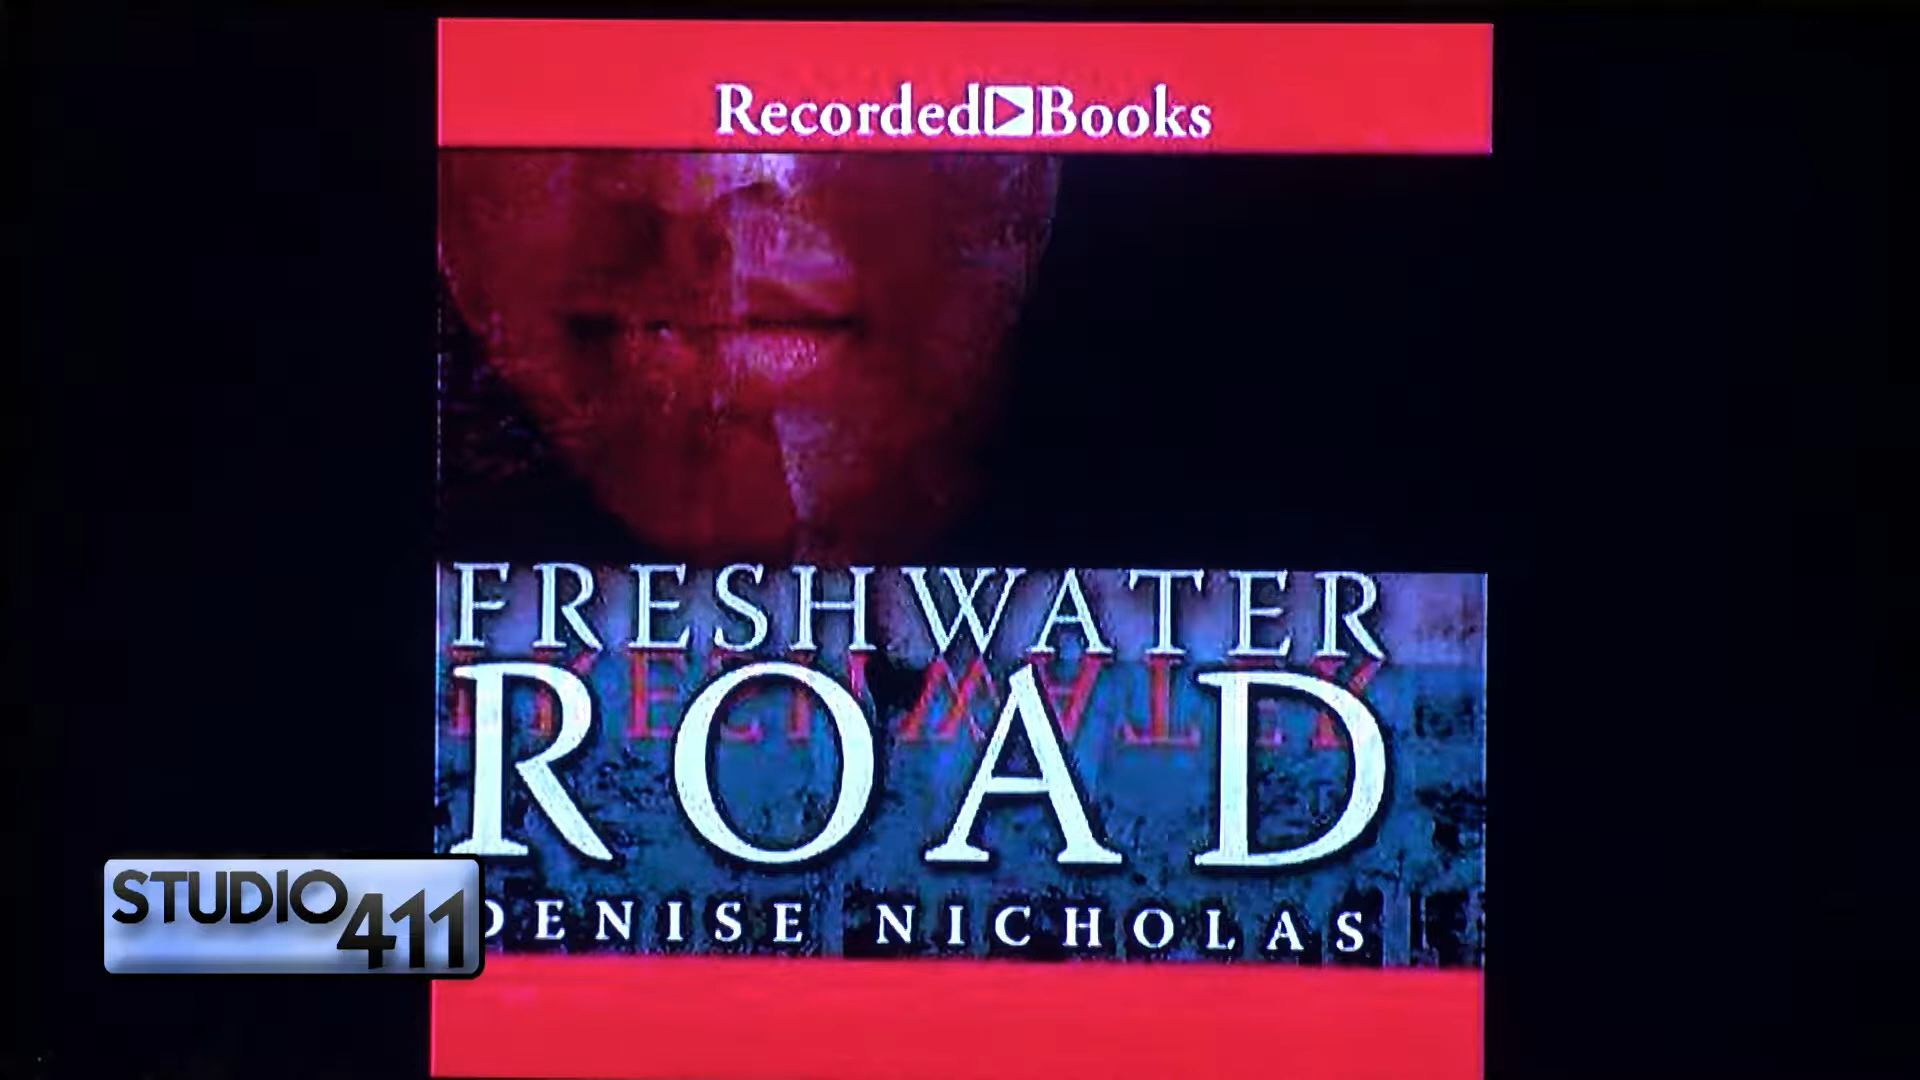 Recorded Books
FRESHWATER
ROAD
DENISE NICHOLAS
STUDIO 411